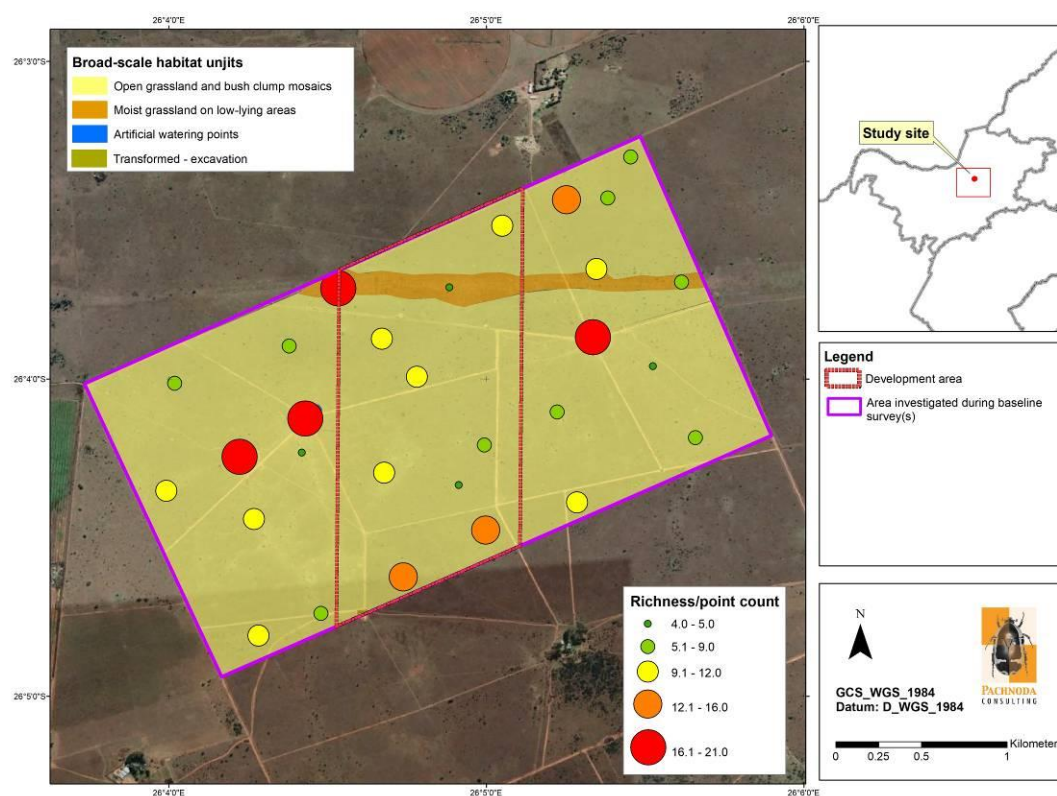 26°4'0"E
26°5'0"E
26°6'0"E
26°3'0"S
26°4'0"S
26°5'0"S
Broad-scale habitat unjits
Open grassland and bush clump mosaics
Moist grassland on low-lying areas
Artificial watering points
Transformed - excavation
Richness/point count
4.0 - 5.0
5.1 - 9.0
9.1 - 12.0
12.1 - 16.0
16.1 - 21.0
26°4'0"E
26°5'0"E
26°6'0"E
Study site
Legend
Development area
Area investigated during baseline
survey(s)
N
GCS_WGS_1984
Datum: D_WGS_1984
PACHNODA
CONSULTING
Kilometer
0 0.25 0.5 1